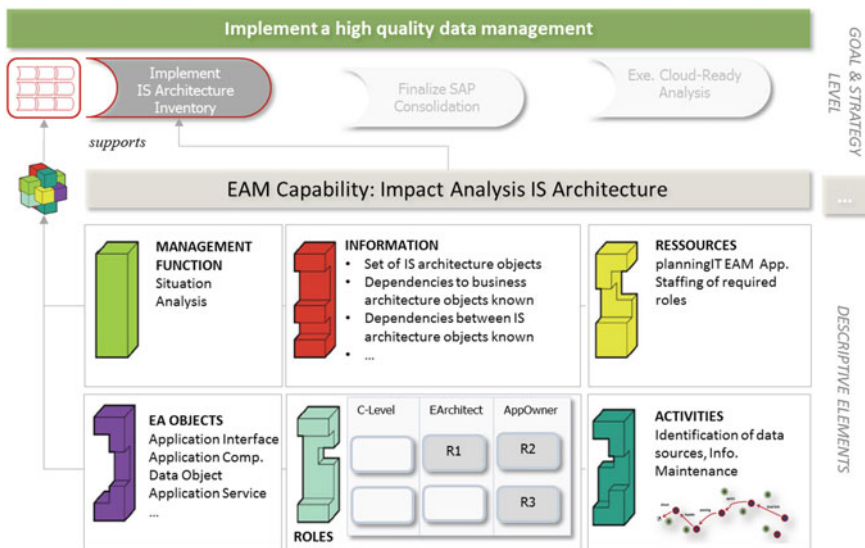 Implement a high quality data management
GOAL & STRATEGY
LEVEL
Implement
IS Architecture
Inventory
Finalize SAP
Consolidation
Exe. Cloud-Ready
Analysis
supports
EAM Capability: Impact Analysis IS Architecture
...
MANAGEMENT
FUNCTION
Situation
Analysis
INFORMATION
• Set of IS architecture objects
• Dependencies to business
architecture objects known
• Dependencies between IS
architecture objects known
• ...
RESSOURCES
planningIT EAM App.
Staffing of required
roles
DESCRIPTIVE ELEMENTS
EA OBJECTS
Application Interface
Application Comp.
Data Object
Application Service
...
ROLES
C-Level
EArchitect
AppOwner
R1
R2
R3
ACTIVITIES
Identification of data
sources, Info.
Maintenance